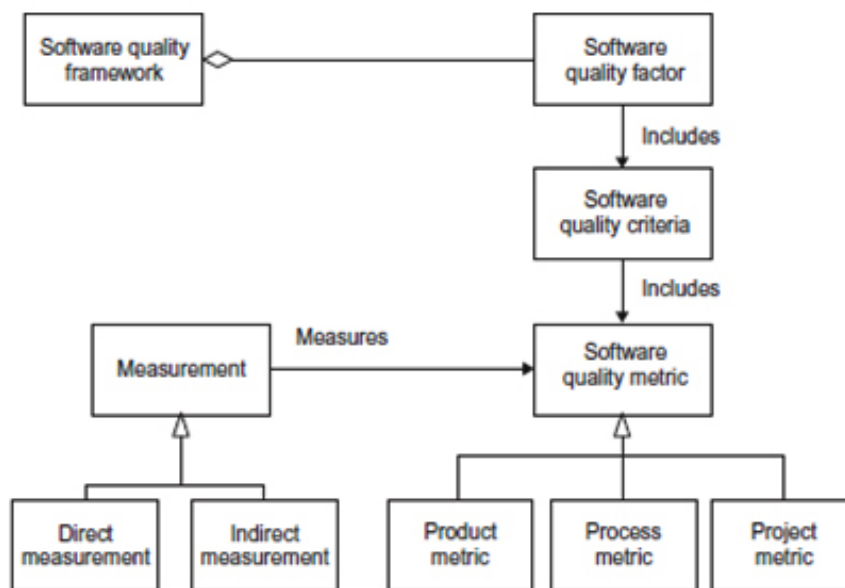 Software quality
framework
Software
quality factor
Includes
Software
quality criteria
Includes
Measurement
Measures
Software
quality metric
Direct
measurement
Indirect
measurement
Product
metric
Process
metric
Project
metric